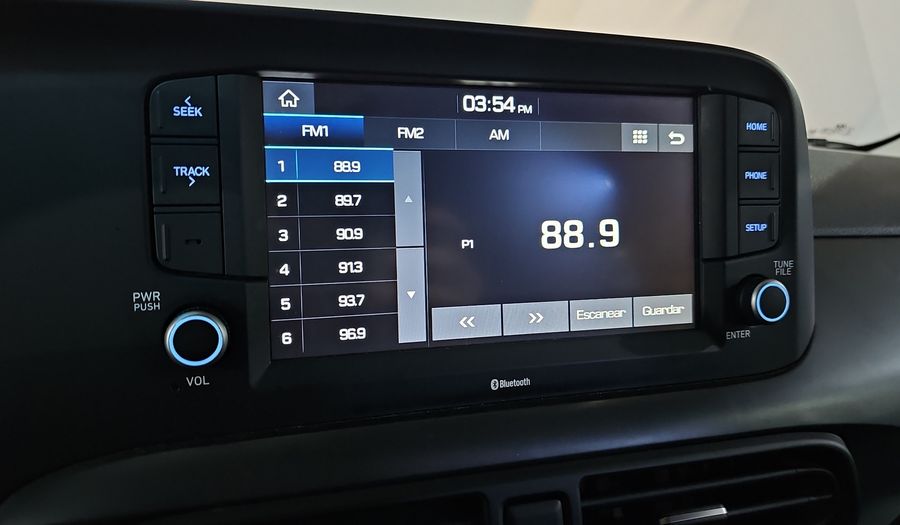 03:54 PM
FM1 FM2 AM
1 88.9
2 89.7
3 90.9
4 91.3
5 93.7
6 96.9
P1 88.9
<< >> Escanear Guardar
< SEEK
TRACK >
PWR
PUSH
VOL
HOME
PHONE
SETUP
TUNE
FILE
ENTER
Bluetooth